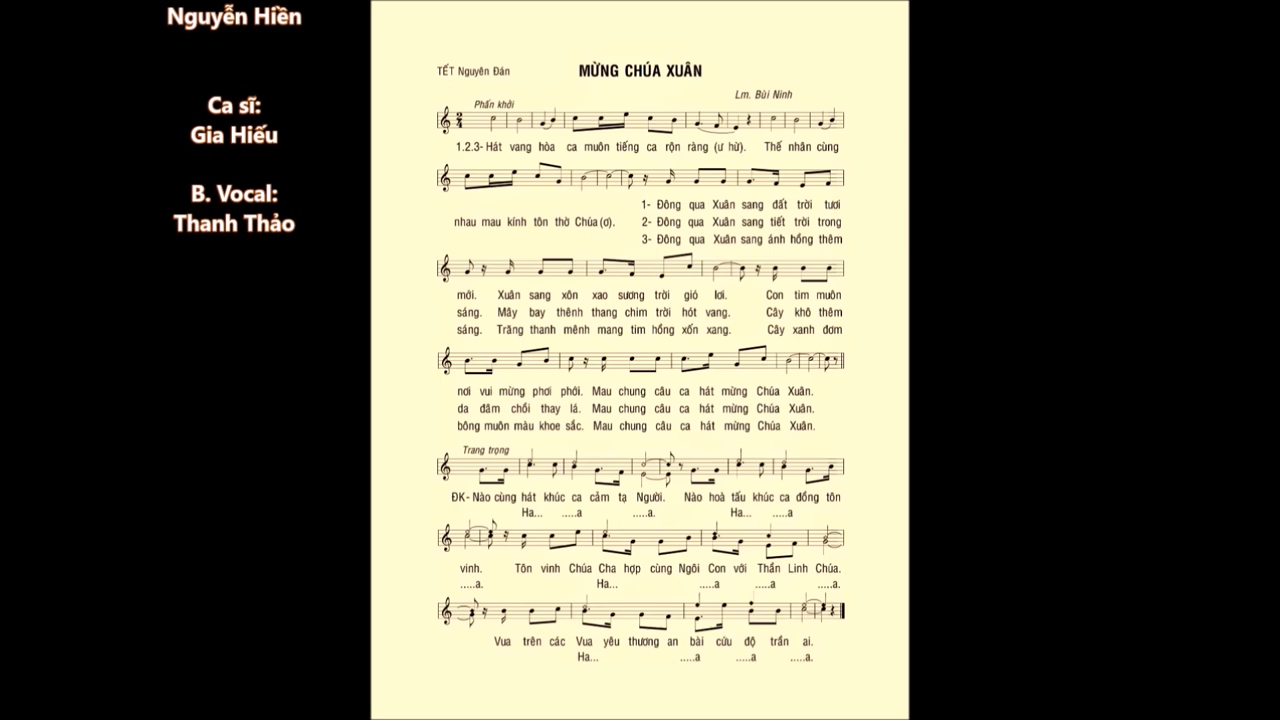 Nguyễn Hiền
Ca sĩ:
Gia Hiếu
B. Vocal:
Thanh Thảo
TẾT Nguyên Đán
MỪNG CHÚA XUÂN
Lm. Bùi Ninh
Phấn khởi
1.2.3- Hát vang hòa ca muôn tiếng ca rộn ràng (ư hừ). Thế nhân cùng
1- Đông qua Xuân sang đất trời tươi
nhau mau kính tôn thờ Chúa (ơ). 2- Đông qua Xuân sang tiết trời trong
3- Đông qua Xuân sang ánh hồng thêm
mới. Xuân sang xôn xao sương trời gió lơi. Con tim muôn
sáng. Mây bay thênh thang chim trời hót vang. Cây khô thêm
sáng. Trăng thanh mênh mang tim hồng xốn xang. Cây xanh đơm
nơi vui mừng phơi phới. Mau chung câu ca hát mừng Chúa Xuân.
da đâm chồi thay lá. Mau chung câu ca hát mừng Chúa Xuân.
bông muôn màu khoe sắc. Mau chung câu ca hát mừng Chúa Xuân.
Trang trọng
ĐK- Nào cùng hát khúc ca cảm tạ Người. Nào hoà tấu khúc ca đồng tôn
Ha... .....a .....a. Ha... .....a
vinh. Tôn vinh Chúa Cha hợp cùng Ngôi Con với Thần Linh Chúa.
.....a. Ha... .....a .....a .....a.
Vua trên các Vua yêu thương an bài cứu độ trần ai.
Ha... .....a .....a .....a.